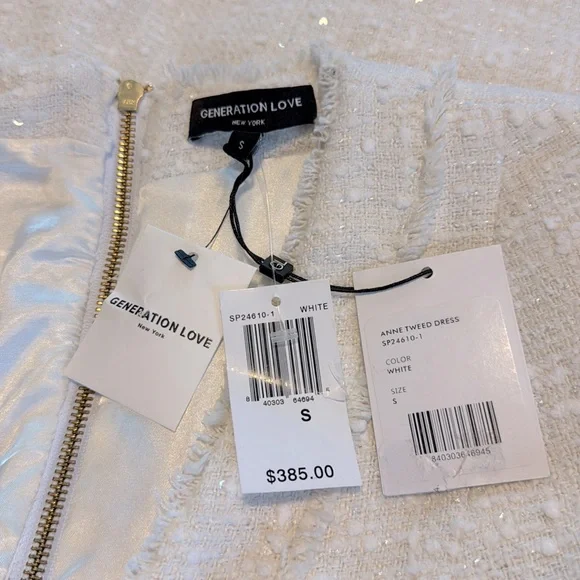 GENERATION LOVE
NEW YORK
S
GENERATION LOVE
New York
SP24610-1 WHITE
8 40303 64694
S
$385.00
ANNE TWEED DRESS
SP24610-1
COLOR
WHITE
SIZE
S
840303646945